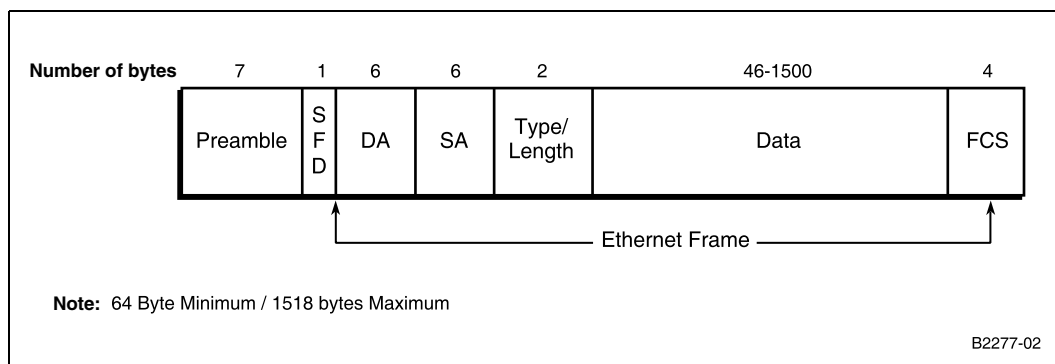 Number of bytes 7 1 6 6 2 46-1500 4
Preamble SFD DA SA Type/Length Data FCS
Ethernet Frame
Note: 64 Byte Minimum / 1518 bytes Maximum
B2277-02